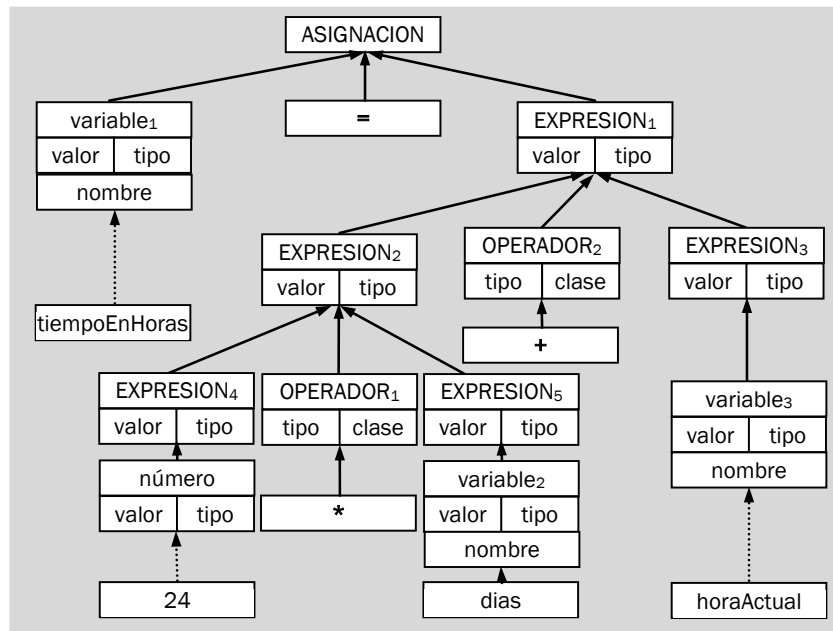 ASIGNACION
variable₁
=
EXPRESION₁
valor tipo
valor tipo
nombre
EXPRESION₂
OPERADOR₂
EXPRESION₃
valor tipo
tipo clase
valor tipo
tiempoEnHoras
+
EXPRESION₄
OPERADOR₁
EXPRESION₅
variable₃
valor tipo
tipo clase
valor tipo
valor tipo
número
variable₂
nombre
valor tipo
*
valor tipo
nombre
24
dias
horaActual